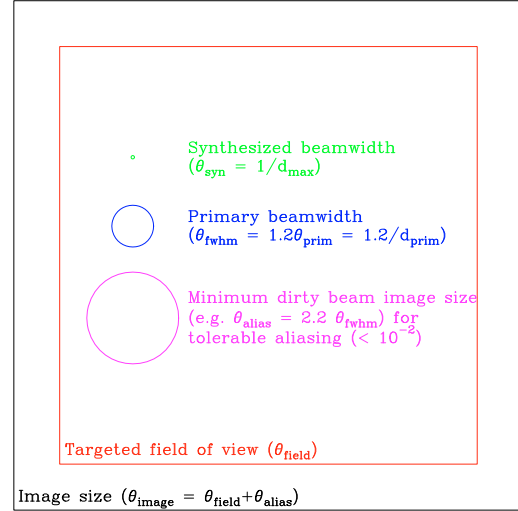 Synthesized beamwidth
(θsyn = 1/dmax)
Primary beamwidth
(θfwhm = 1.2θprim = 1.2/dprim)
Minimum dirty beam image size
(e.g. θalias = 2.2 θfwhm) for
tolerable aliasing (< 10^−2)
Targeted field of view (θfield)
Image size (θimage = θfield+θalias)